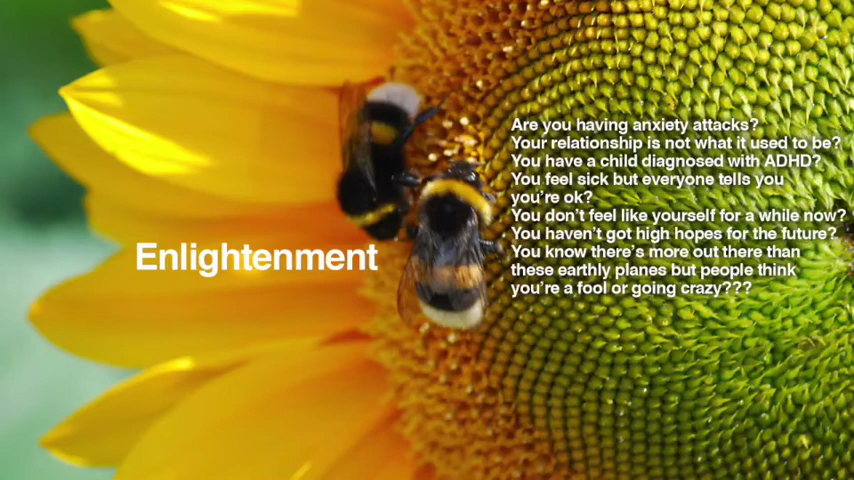 Enlightenment
Are you having anxiety attacks?
Your relationship is not what it used to be?
You have a child diagnosed with ADHD?
You feel sick but everyone tells you
you're ok?
You don't feel like yourself for a while now?
You haven't got high hopes for the future?
You know there's more out there than
these earthly planes but people think
you're a fool or going crazy???